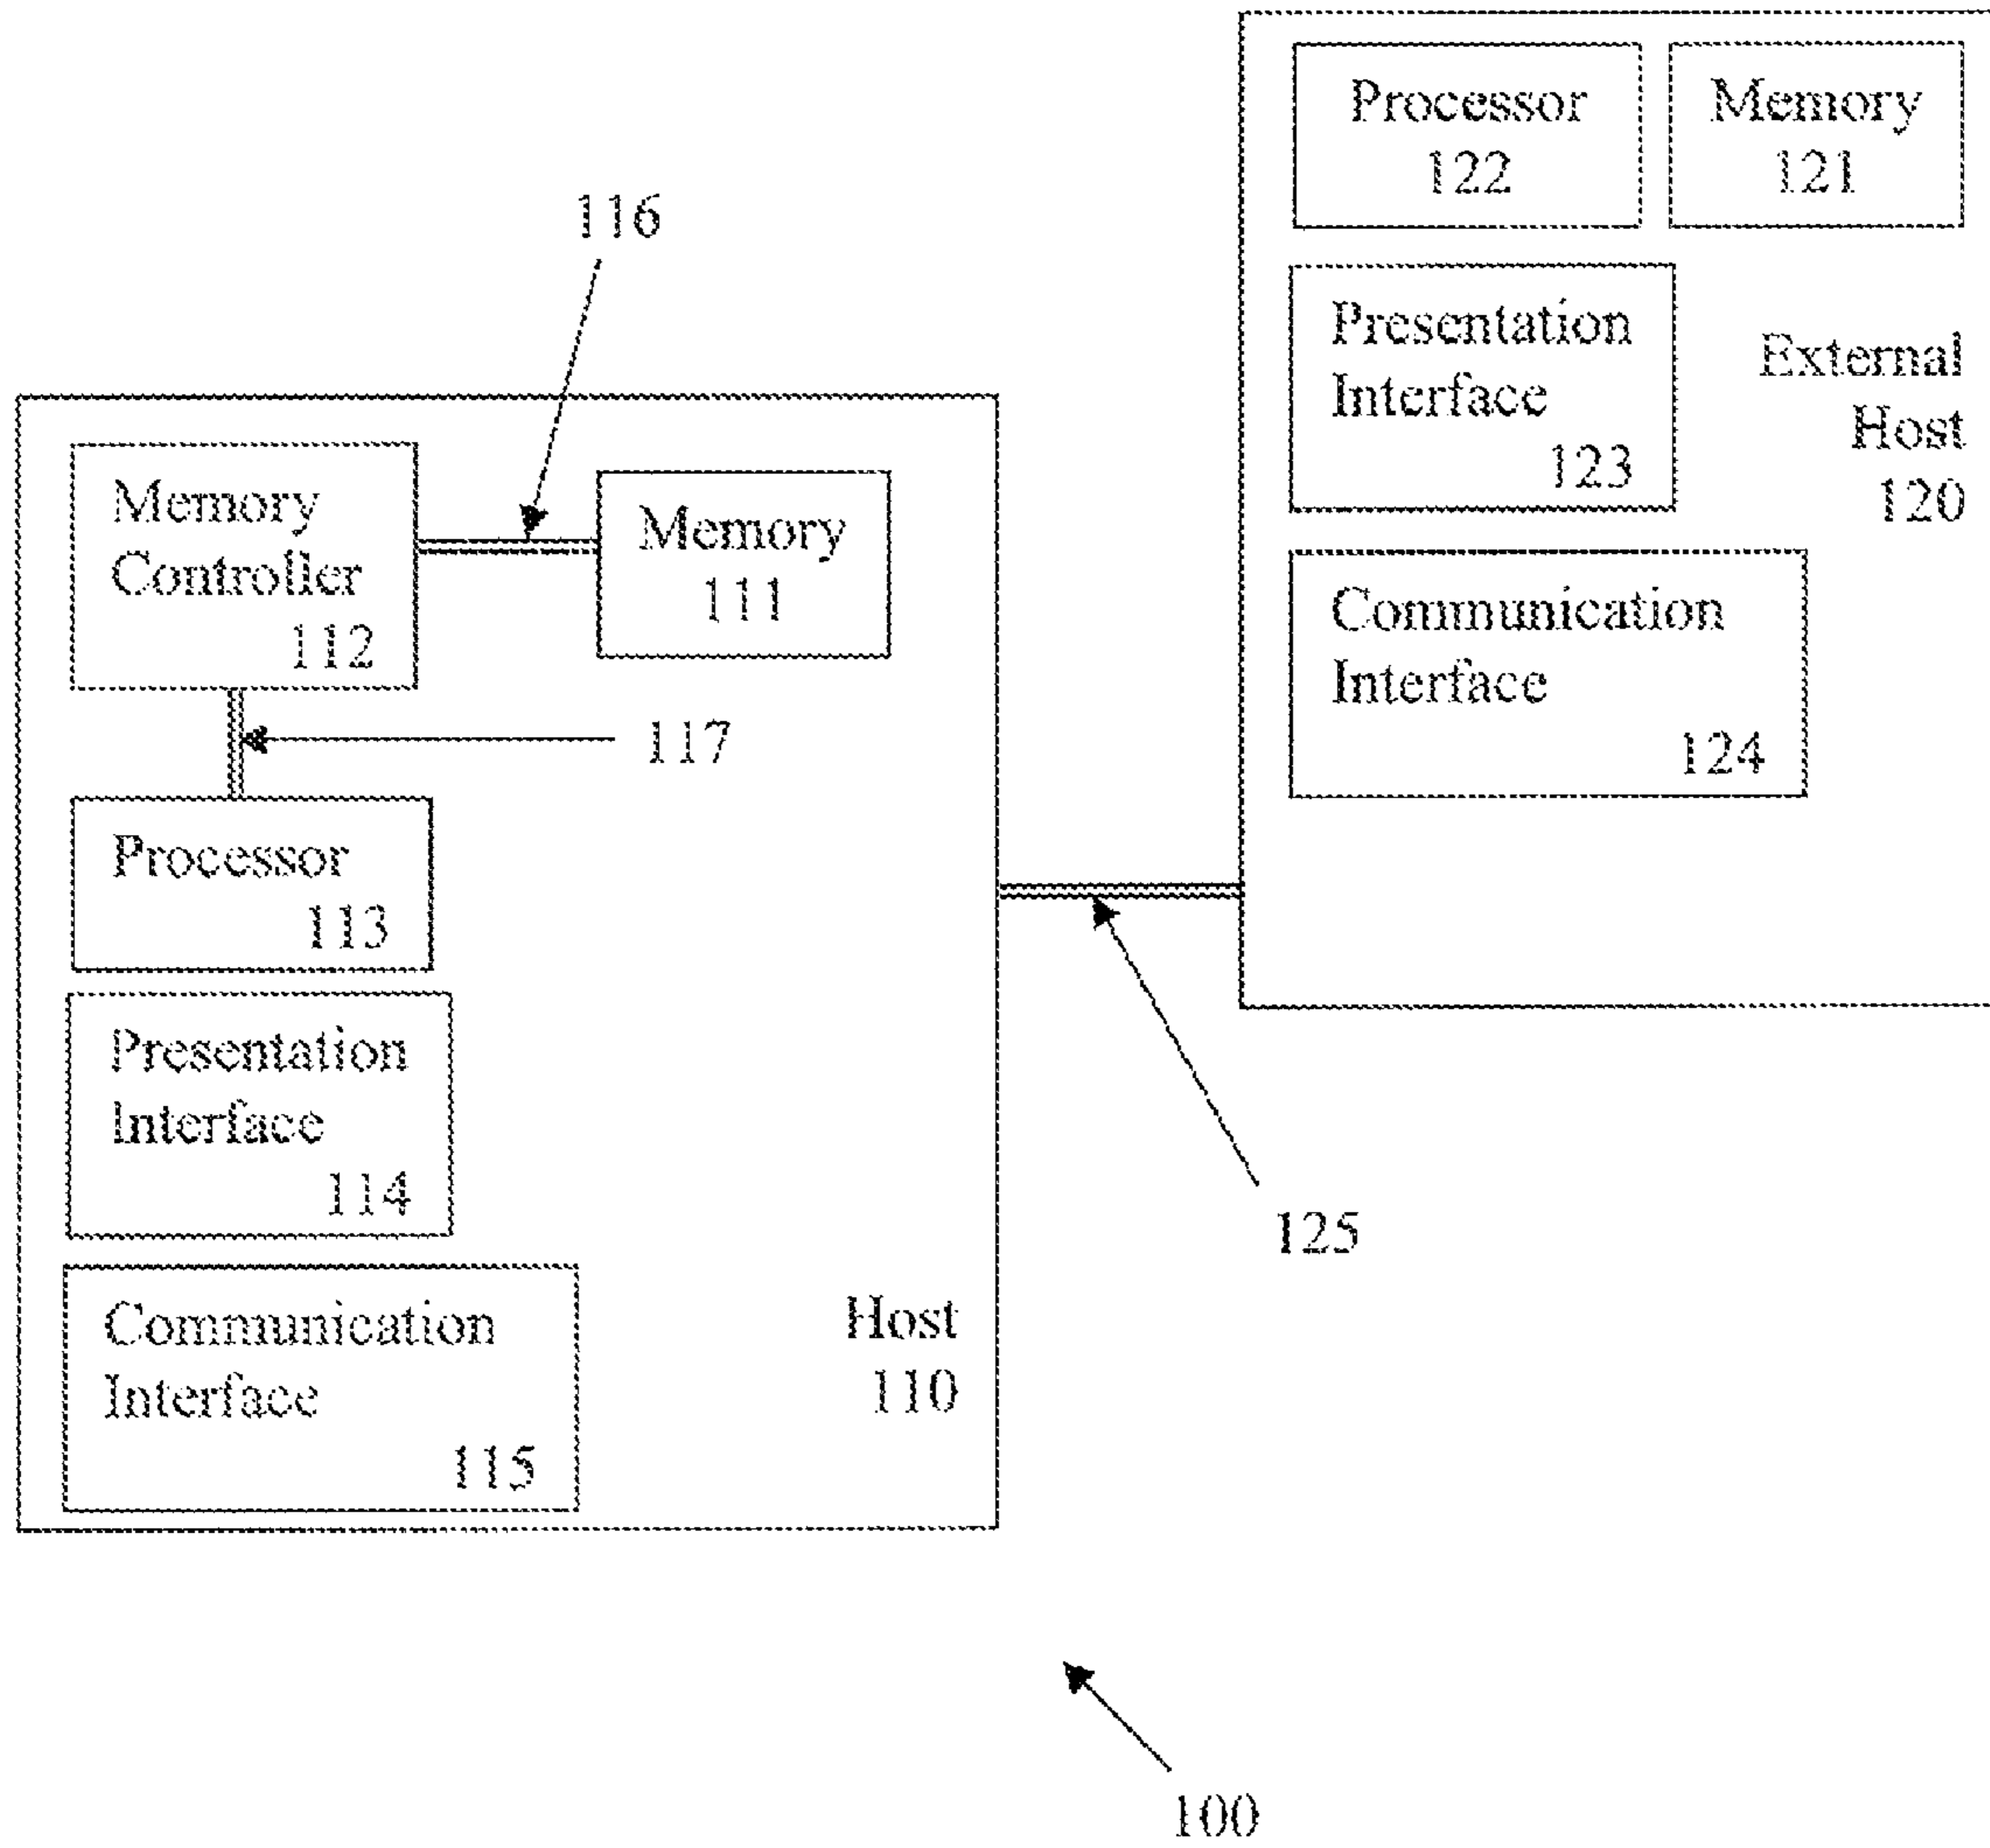 116
Memory
Controller
112
Memory
111
117
Processor
113
Presentation
Interface
114
Communication
Interface
115
Host
110
Processor
122
Memory
121
Presentation
Interface
123
External
Host
120
Communication
Interface
124
125
100